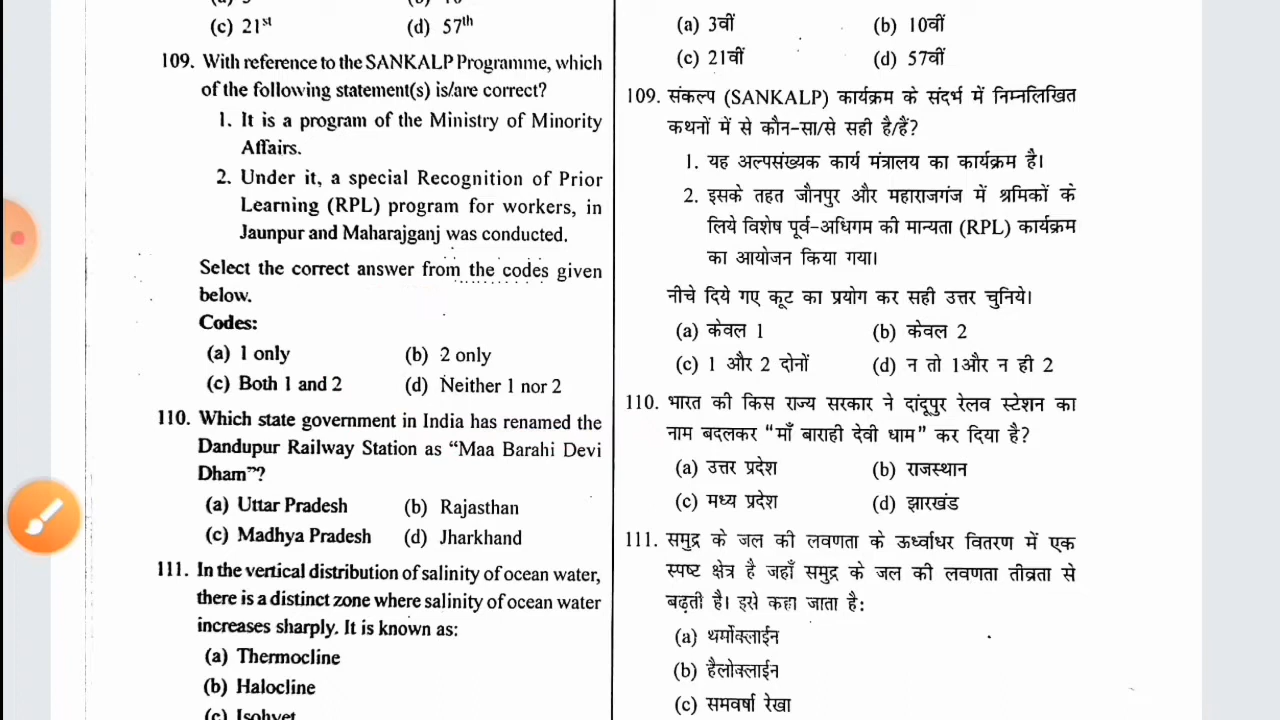 (c) 21st (d) 57th
109. With reference to the SANKALP Programme, which
of the following statement(s) is/are correct?
1. It is a program of the Ministry of Minority
Affairs.
2. Under it, a special Recognition of Prior
Learning (RPL) program for workers, in
Jaunpur and Maharajganj was conducted.
Select the correct answer from the codes given
below.
Codes:
(a) 1 only (b) 2 only
(c) Both 1 and 2 (d) Neither 1 nor 2
110. Which state government in India has renamed the
Dandupur Railway Station as “Maa Barahi Devi
Dham”?
(a) Uttar Pradesh (b) Rajasthan
(c) Madhya Pradesh (d) Jharkhand
111. In the vertical distribution of salinity of ocean water,
there is a distinct zone where salinity of ocean water
increases sharply. It is known as:
(a) Thermocline
(b) Halocline
(c) Isohyet
(a) 3वीं (b) 10वीं
(c) 21वीं (d) 57वीं
109. संकल्प (SANKALP) कार्यक्रम के संदर्भ में निम्नलिखित
कथनों में से कौन-सा/से सही है/हैं?
1. यह अल्पसंख्यक कार्य मंत्रालय का कार्यक्रम है।
2. इसके तहत जौनपुर और महाराजगंज में श्रमिकों के
लिये विशेष पूर्व-अधिगम की मान्यता (RPL) कार्यक्रम
का आयोजन किया गया।
नीचे दिये गए कूट का प्रयोग कर सही उत्तर चुनिये।
(a) केवल 1 (b) केवल 2
(c) 1 और 2 दोनों (d) न तो 1और न ही 2
110. भारत की किस राज्य सरकार ने दांदूपुर रेलव स्टेशन का
नाम बदलकर “माँ बाराही देवी धाम” कर दिया है?
(a) उत्तर प्रदेश (b) राजस्थान
(c) मध्य प्रदेश (d) झारखंड
111. समुद्र के जल की लवणता के ऊर्ध्वाधर वितरण में एक
स्पष्ट क्षेत्र है जहाँ समुद्र के जल की लवणता तीव्रता से
बढ़ती है। इसे कहा जाता है:
(a) थर्मोक्लाईन
(b) हैलोक्लाईन
(c) समवर्षा रेखा